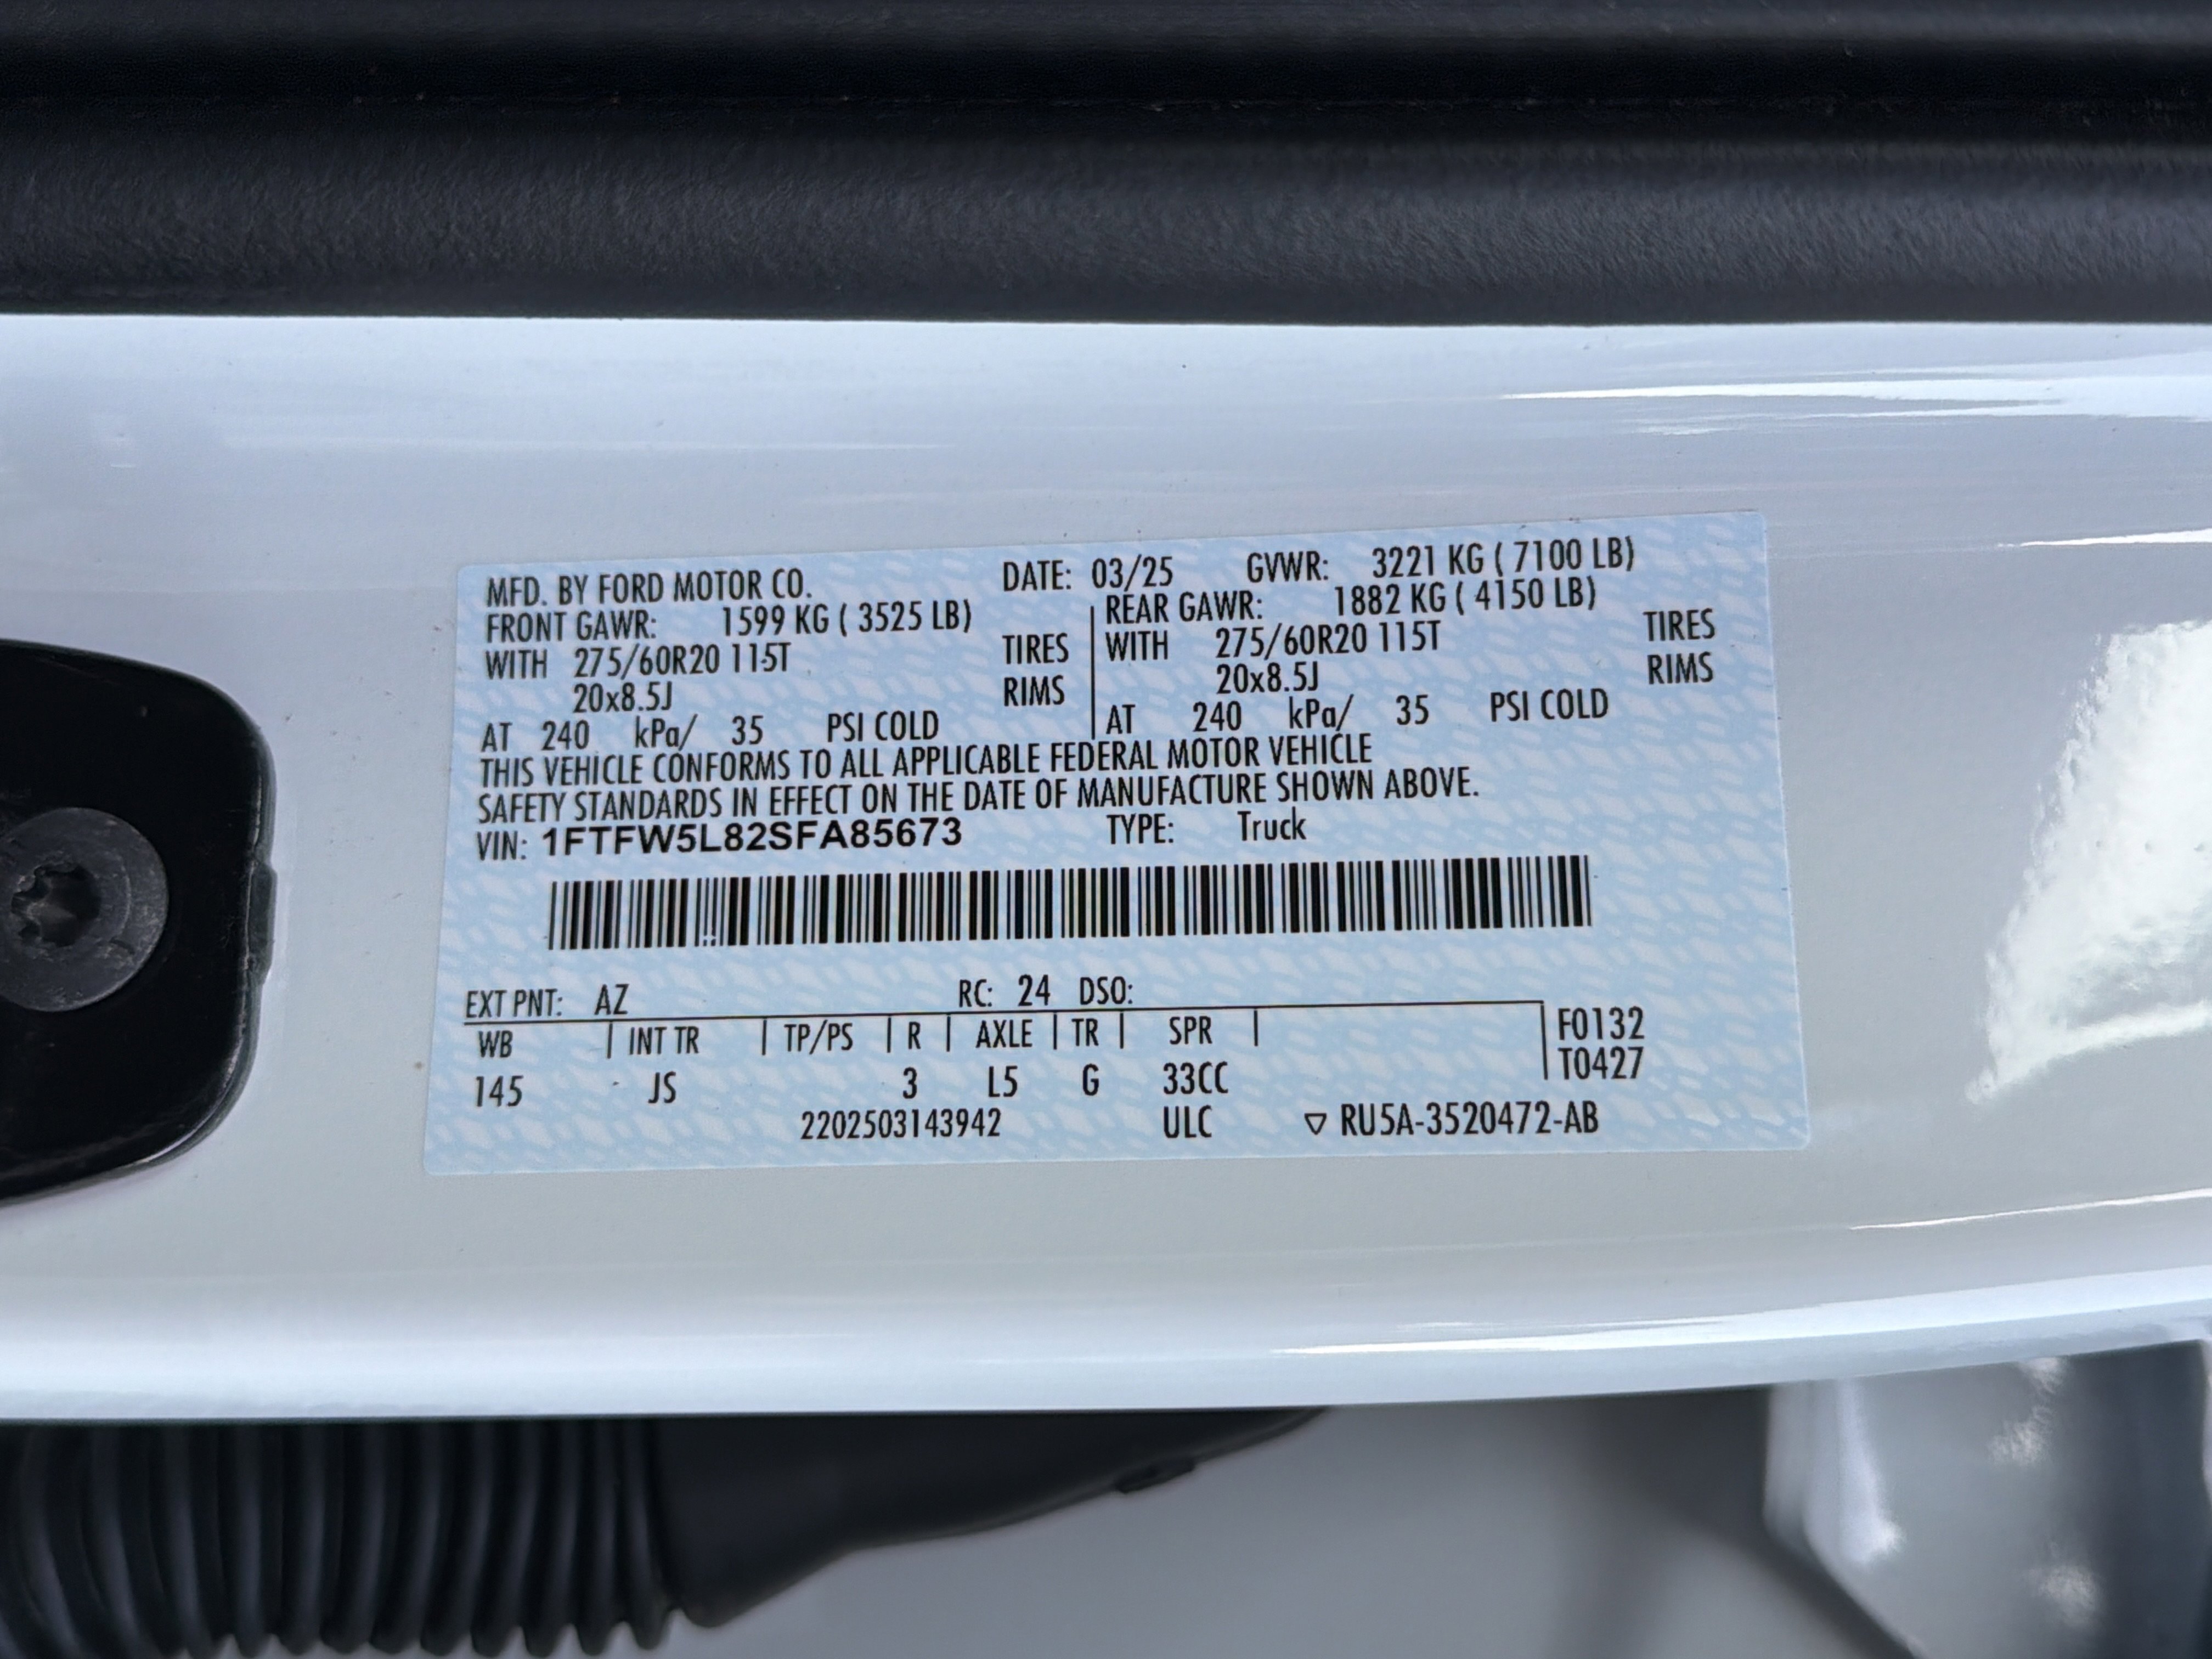 MFD. BY FORD MOTOR CO. DATE: 03/25 GVWR: 3221 KG ( 7100 LB)
FRONT GAWR: 1599 KG ( 3525 LB) REAR GAWR: 1882 KG ( 4150 LB)
WITH 275/60R20 115T TIRES WITH 275/60R20 115T TIRES
20x8.5J RIMS 20x8.5J RIMS
AT 240 kPa/ 35 PSI COLD AT 240 kPa/ 35 PSI COLD
THIS VEHICLE CONFORMS TO ALL APPLICABLE FEDERAL MOTOR VEHICLE
SAFETY STANDARDS IN EFFECT ON THE DATE OF MANUFACTURE SHOWN ABOVE.
VIN: 1FTFW5L82SFA85673 TYPE: Truck
EXT PNT: AZ RC: 24 DSO:
WB INT TR TP/PS R AXLE TR SPR F0132
145 JS 3 L5 G 33CC T0427
2202503143942 ULC ▽ RU5A-3520472-AB